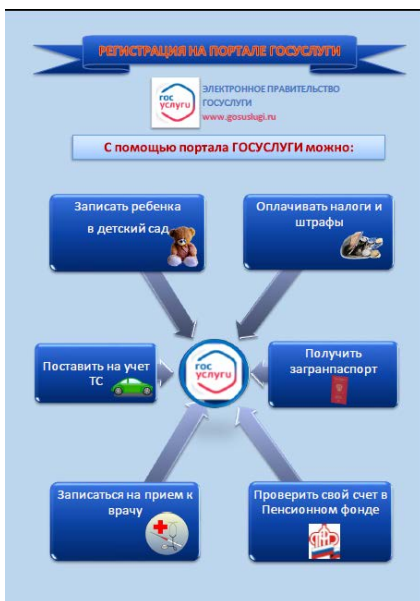 РЕГИСТРАЦИЯ НА ПОРТАЛЕ ГОСУСЛУГИ
гос
услуги
ЭЛЕКТРОННОЕ ПРАВИТЕЛЬСТВО
ГОСУСЛУГИ
www.gosuslugi.ru
С помощью портала ГОСУСЛУГИ можно:
Записать ребенка
в детский сад
Оплачивать налоги и
штрафы
Поставить на учет
ТС
гос
услуги
Получить
загранпаспорт
Записаться на прием к
врачу
Проверить свой счет в
Пенсионном фонде